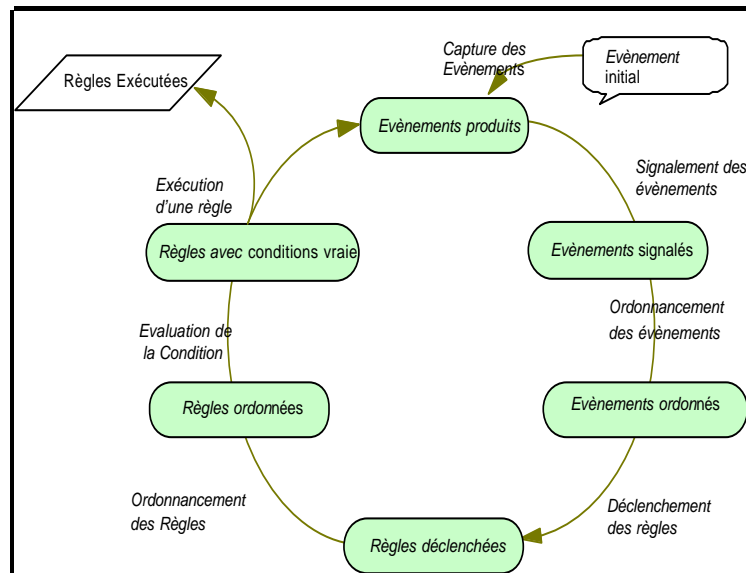 Capture des
Evènements
Evènement
initial
Règles Exécutées
Evènements produits
Signalement des
évènements
Exécution
d'une règle
Règles avec conditions vraie
Evènements signalés
Ordonnancement
des évènements
Evaluation de
la Condition
Règles ordonnées
Evènements ordonnés
Ordonnancement
des Règles
Déclenchement
des règles
Règles déclenchées